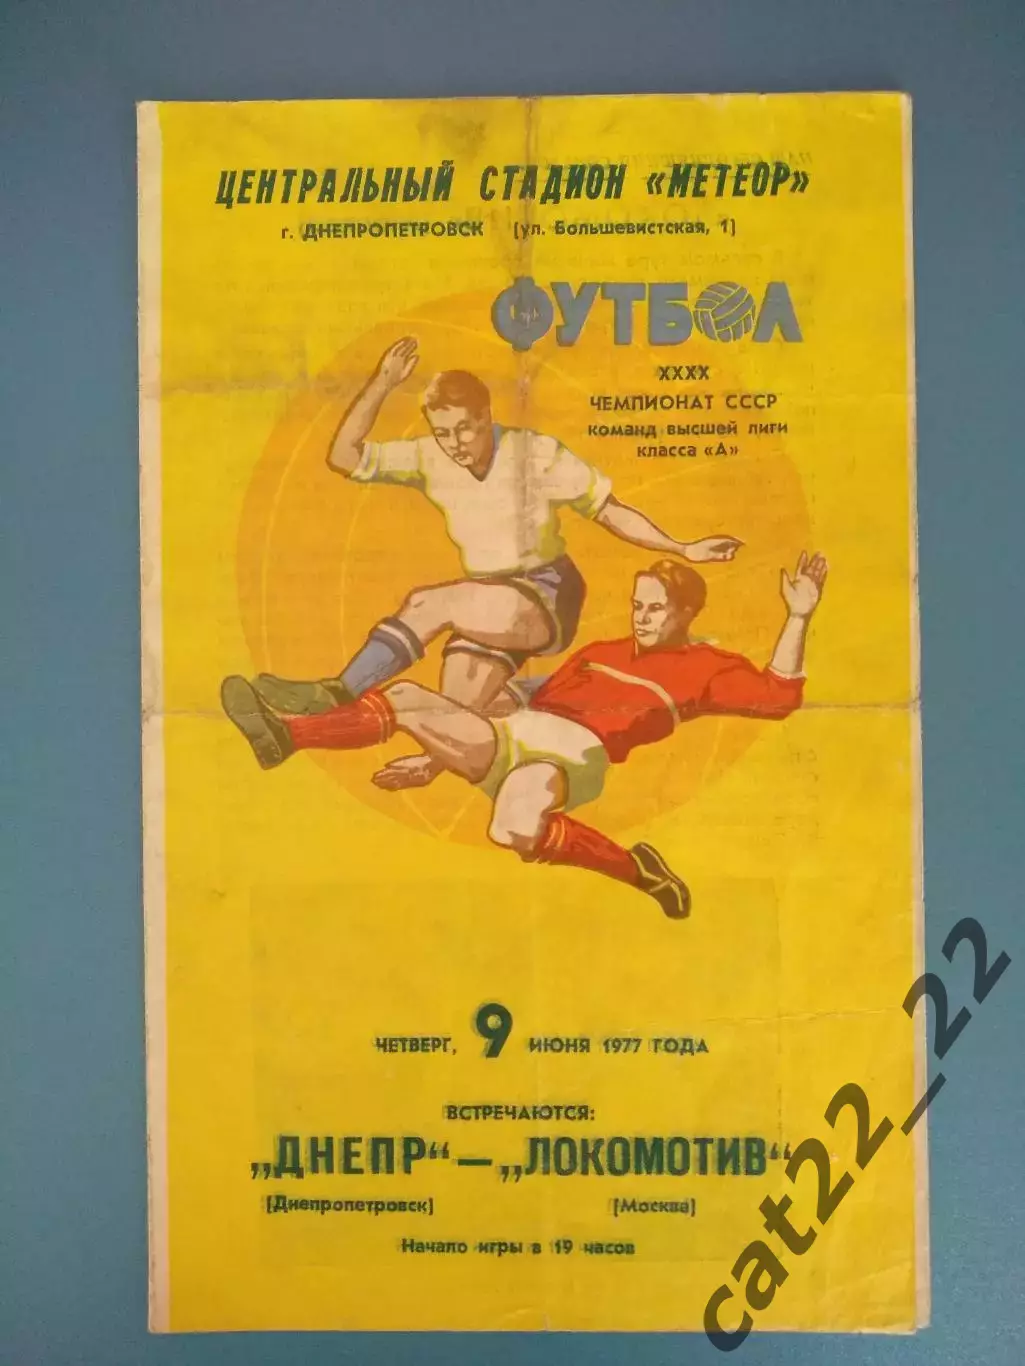 ЦЕНТРАЛЬНЫЙ СТАДИОН «МЕТЕОР»
г. ДНЕПРОПЕТРОВСК (ул. Большевистская, 1)
ФУТБОЛ
XXXX
ЧЕМПИОНАТ СССР
КОМАНД ВЫСШЕЙ ЛИГИ
КЛАССА «А»
ЧЕТВЕРГ, 9 ИЮНЯ 1977 ГОДА
ВСТРЕЧАЮТСЯ:
„ДНЕПР“ — „ЛОКОМОТИВ“
(Днепропетровск) (Москва)
Начало игры в 19 часов
cat22_22